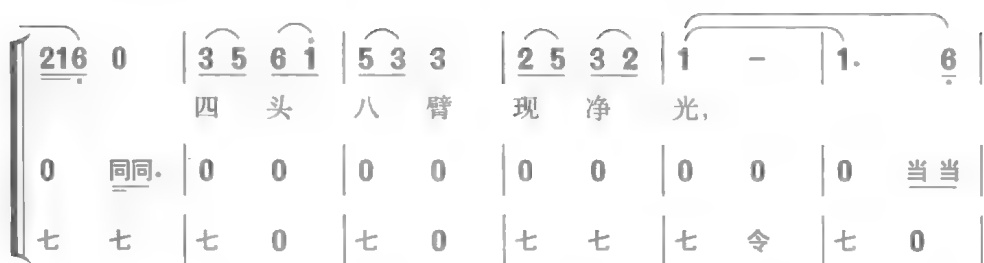 216 0 | 3 5 6 1 | 5 3 3 | 2 5 3 2 | 1 - | 1. 6 |
四 头 八 臂 现 净 光,
0 同同. | 0 0 | 0 0 | 0 0 | 0 0 | 0 当 当 |
七 七 | 七 0 | 七 0 | 七 七 | 七 令 | 七 0 |